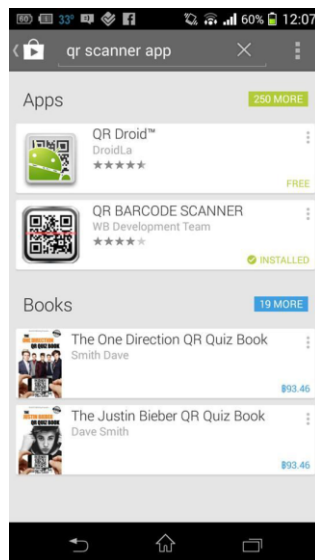 60 33° 60% 12:07
qr scanner app
Apps 250 MORE
QR Droid™
DroidLa
FREE
QR BARCODE SCANNER
WB Development Team
INSTALLED
Books 19 MORE
The One Direction QR Quiz Book
Smith Dave
฿93.46
The Justin Bieber QR Quiz Book
Dave Smith
฿93.46